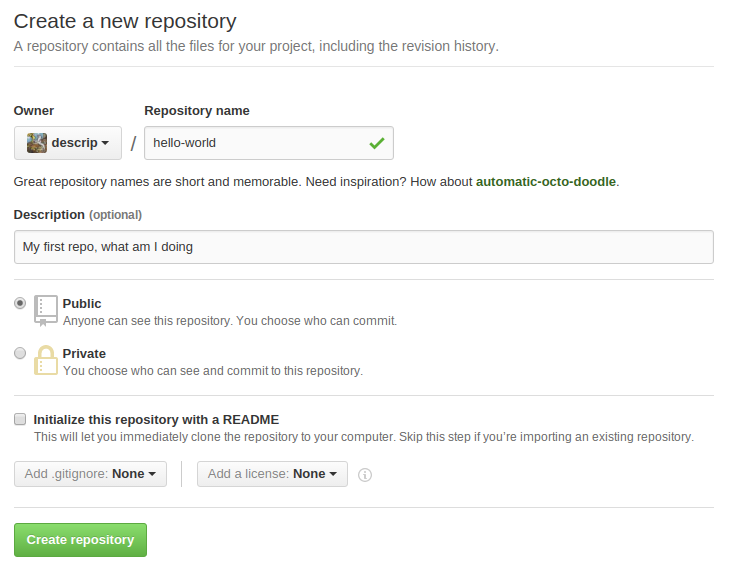 Create a new repository
A repository contains all the files for your project, including the revision history.
Owner Repository name
descrip / hello-world
Great repository names are short and memorable. Need inspiration? How about automatic-octo-doodle.
Description (optional)
My first repo, what am I doing
Public
Anyone can see this repository. You choose who can commit.
Private
You choose who can see and commit to this repository.
Initialize this repository with a README
This will let you immediately clone the repository to your computer. Skip this step if you’re importing an existing repository.
Add .gitignore: None Add a license: None
Create repository